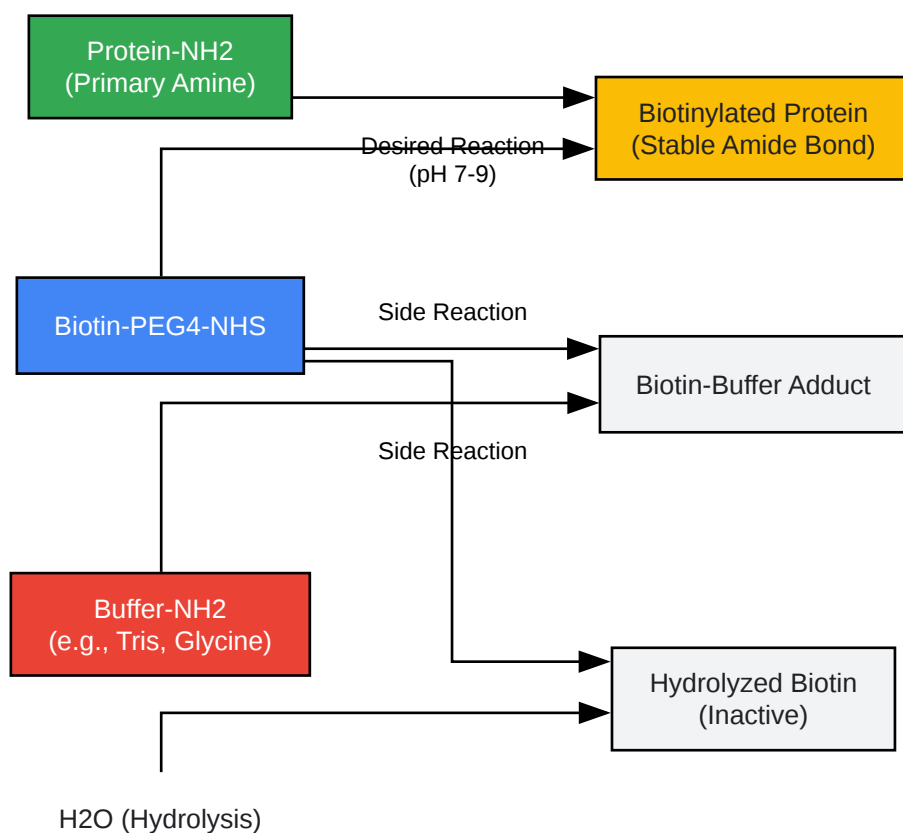 Protein-NH2
(Primary Amine)
Biotinylated Protein
(Stable Amide Bond)
Desired Reaction
(pH 7-9)
Biotin-PEG4-NHS
Side Reaction
Biotin-Buffer Adduct
Side Reaction
Buffer-NH2
(e.g., Tris, Glycine)
Hydrolyzed Biotin
(Inactive)
H2O (Hydrolysis)